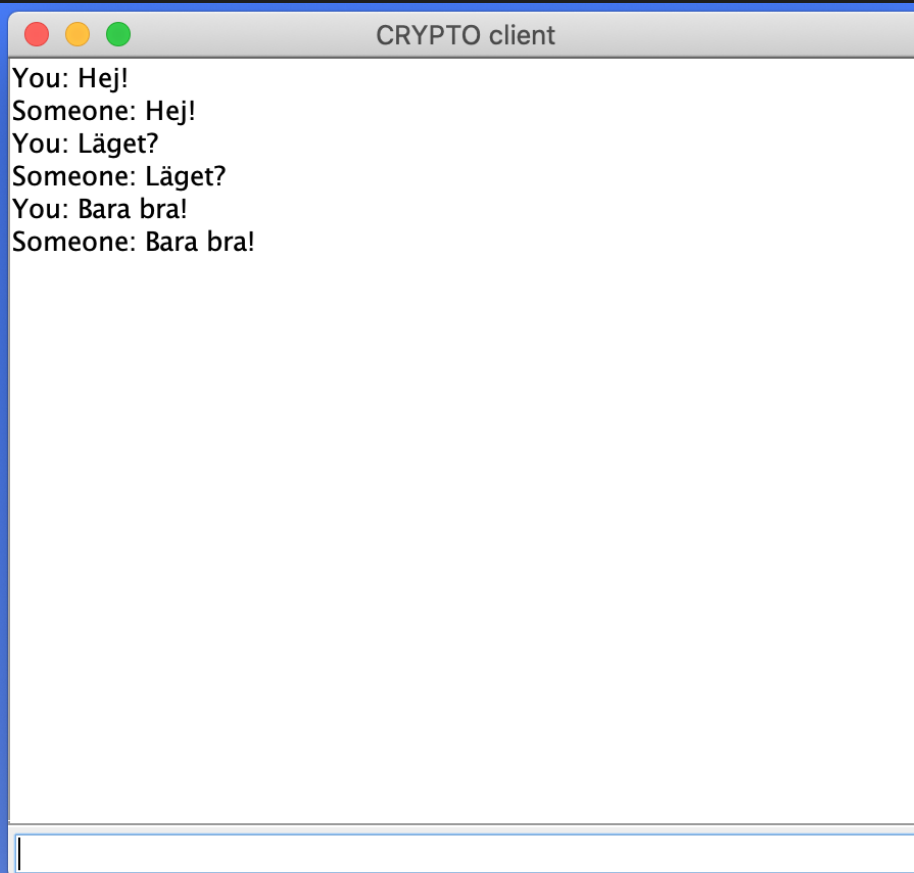 CRYPTO client
You: Hej!
Someone: Hej!
You: Läget?
Someone: Läget?
You: Bara bra!
Someone: Bara bra!